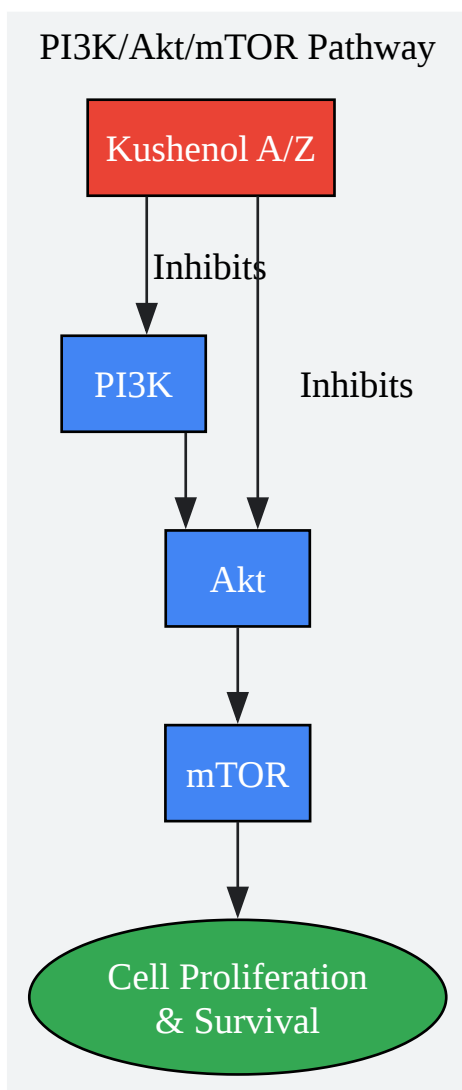 PI3K/Akt/mTOR Pathway
Kushenol A/Z
Inhibits
PI3K
Inhibits
Akt
mTOR
Cell Proliferation
& Survival